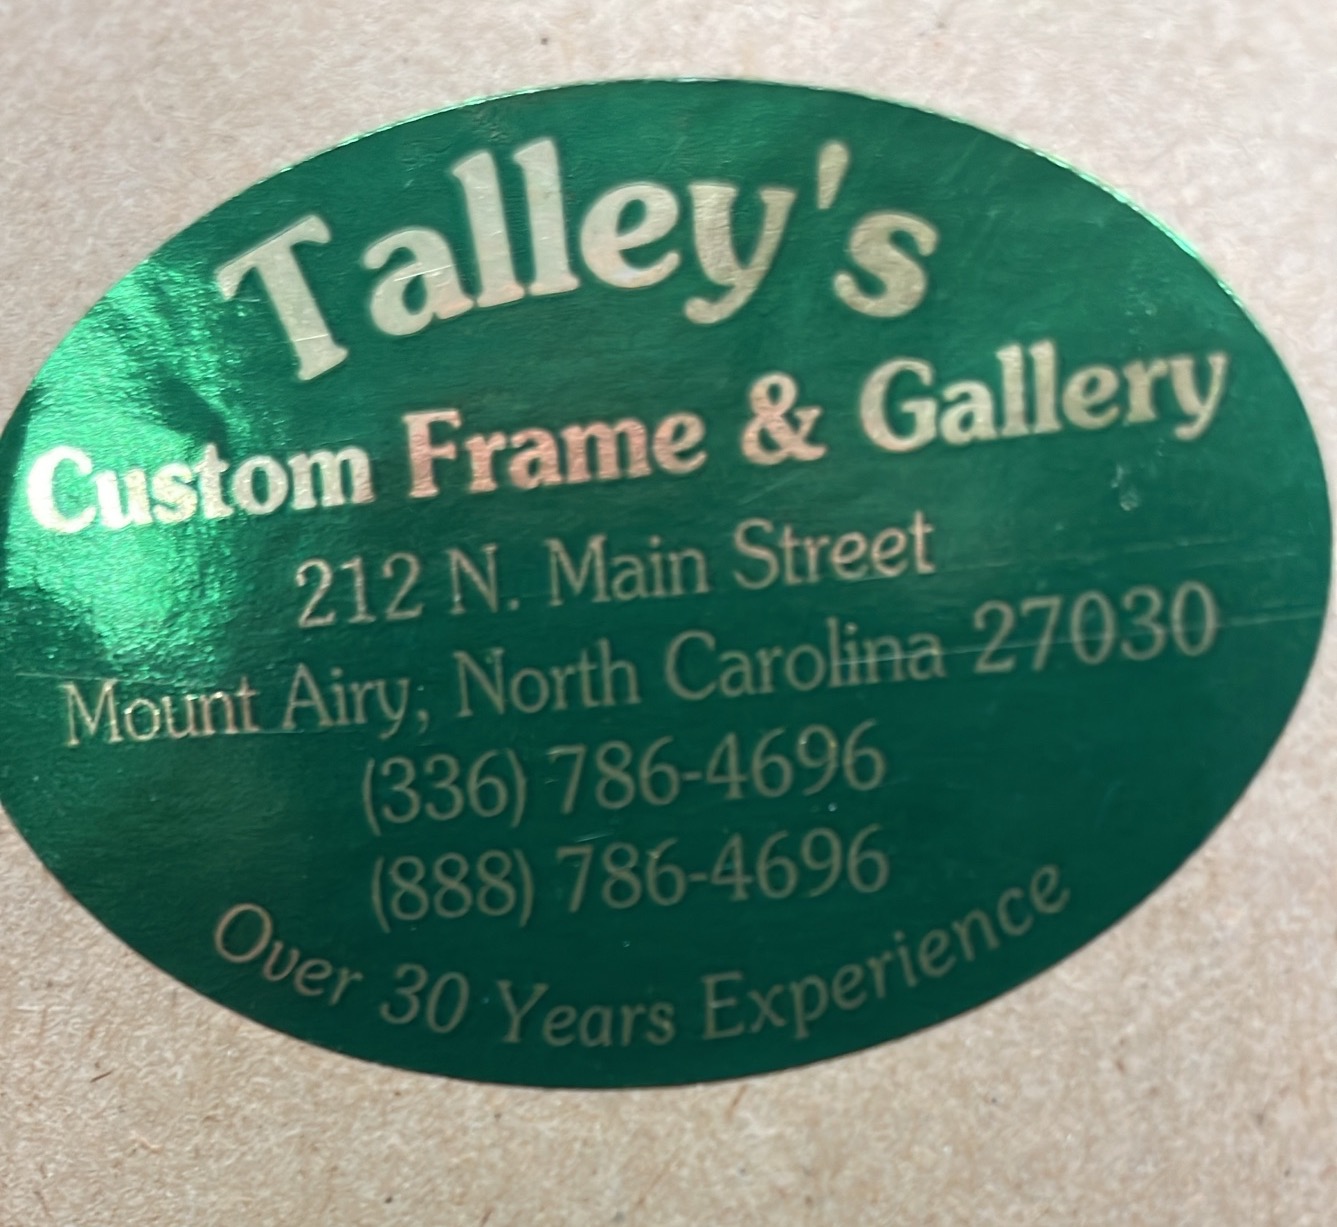 Talley's
Custom Frame & Gallery
212 N. Main Street
Mount Airy, North Carolina 27030
(336) 786-4696
(888) 786-4696
Over 30 Years Experience